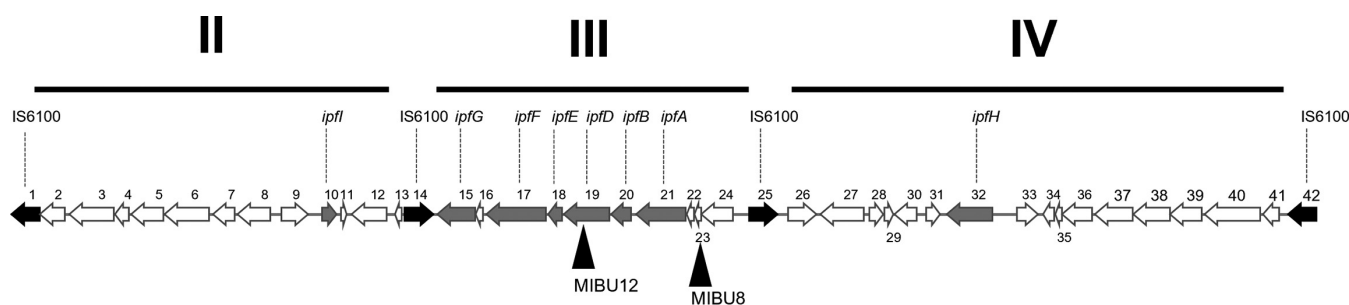 II III IV
IS6100 ipfI IS6100 ipfG ipfF ipfE ipfD ipfB ipfA IS6100 ipfH IS6100
1 2 3 4 5 6 7 8 9 10 11 12 13 14 15 16 17 18 19 20 21 22 24 25 26 27 28 30 31 32 33 34 36 37 38 39 40 41 42
23 29 35
MIBU12 MIBU8